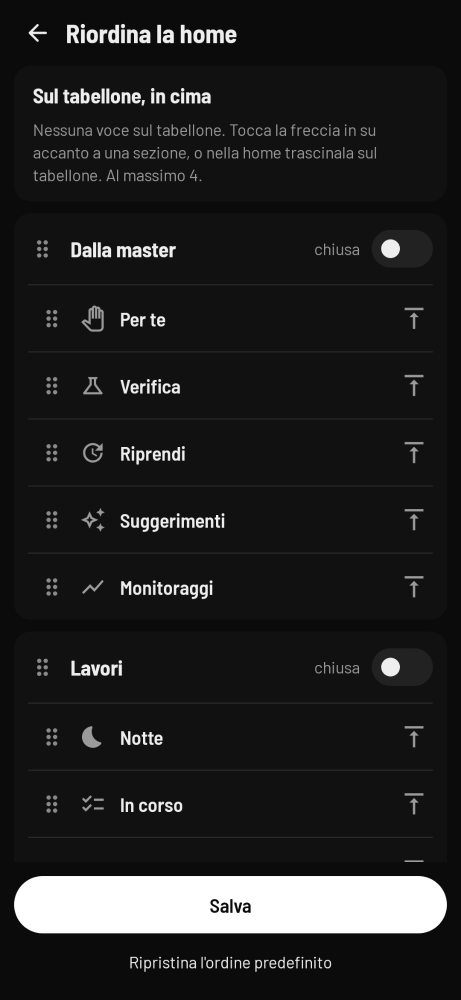 Riordina la home
Sul tabellone, in cima
Nessuna voce sul tabellone. Tocca la freccia in su
accanto a una sezione, o nella home trascinala sul
tabellone. Al massimo 4.
Dalla master chiusa
Per te
Verifica
Riprendi
Suggerimenti
Monitoraggi
Lavori chiusa
Notte
In corso
Salva
Ripristina l'ordine predefinito